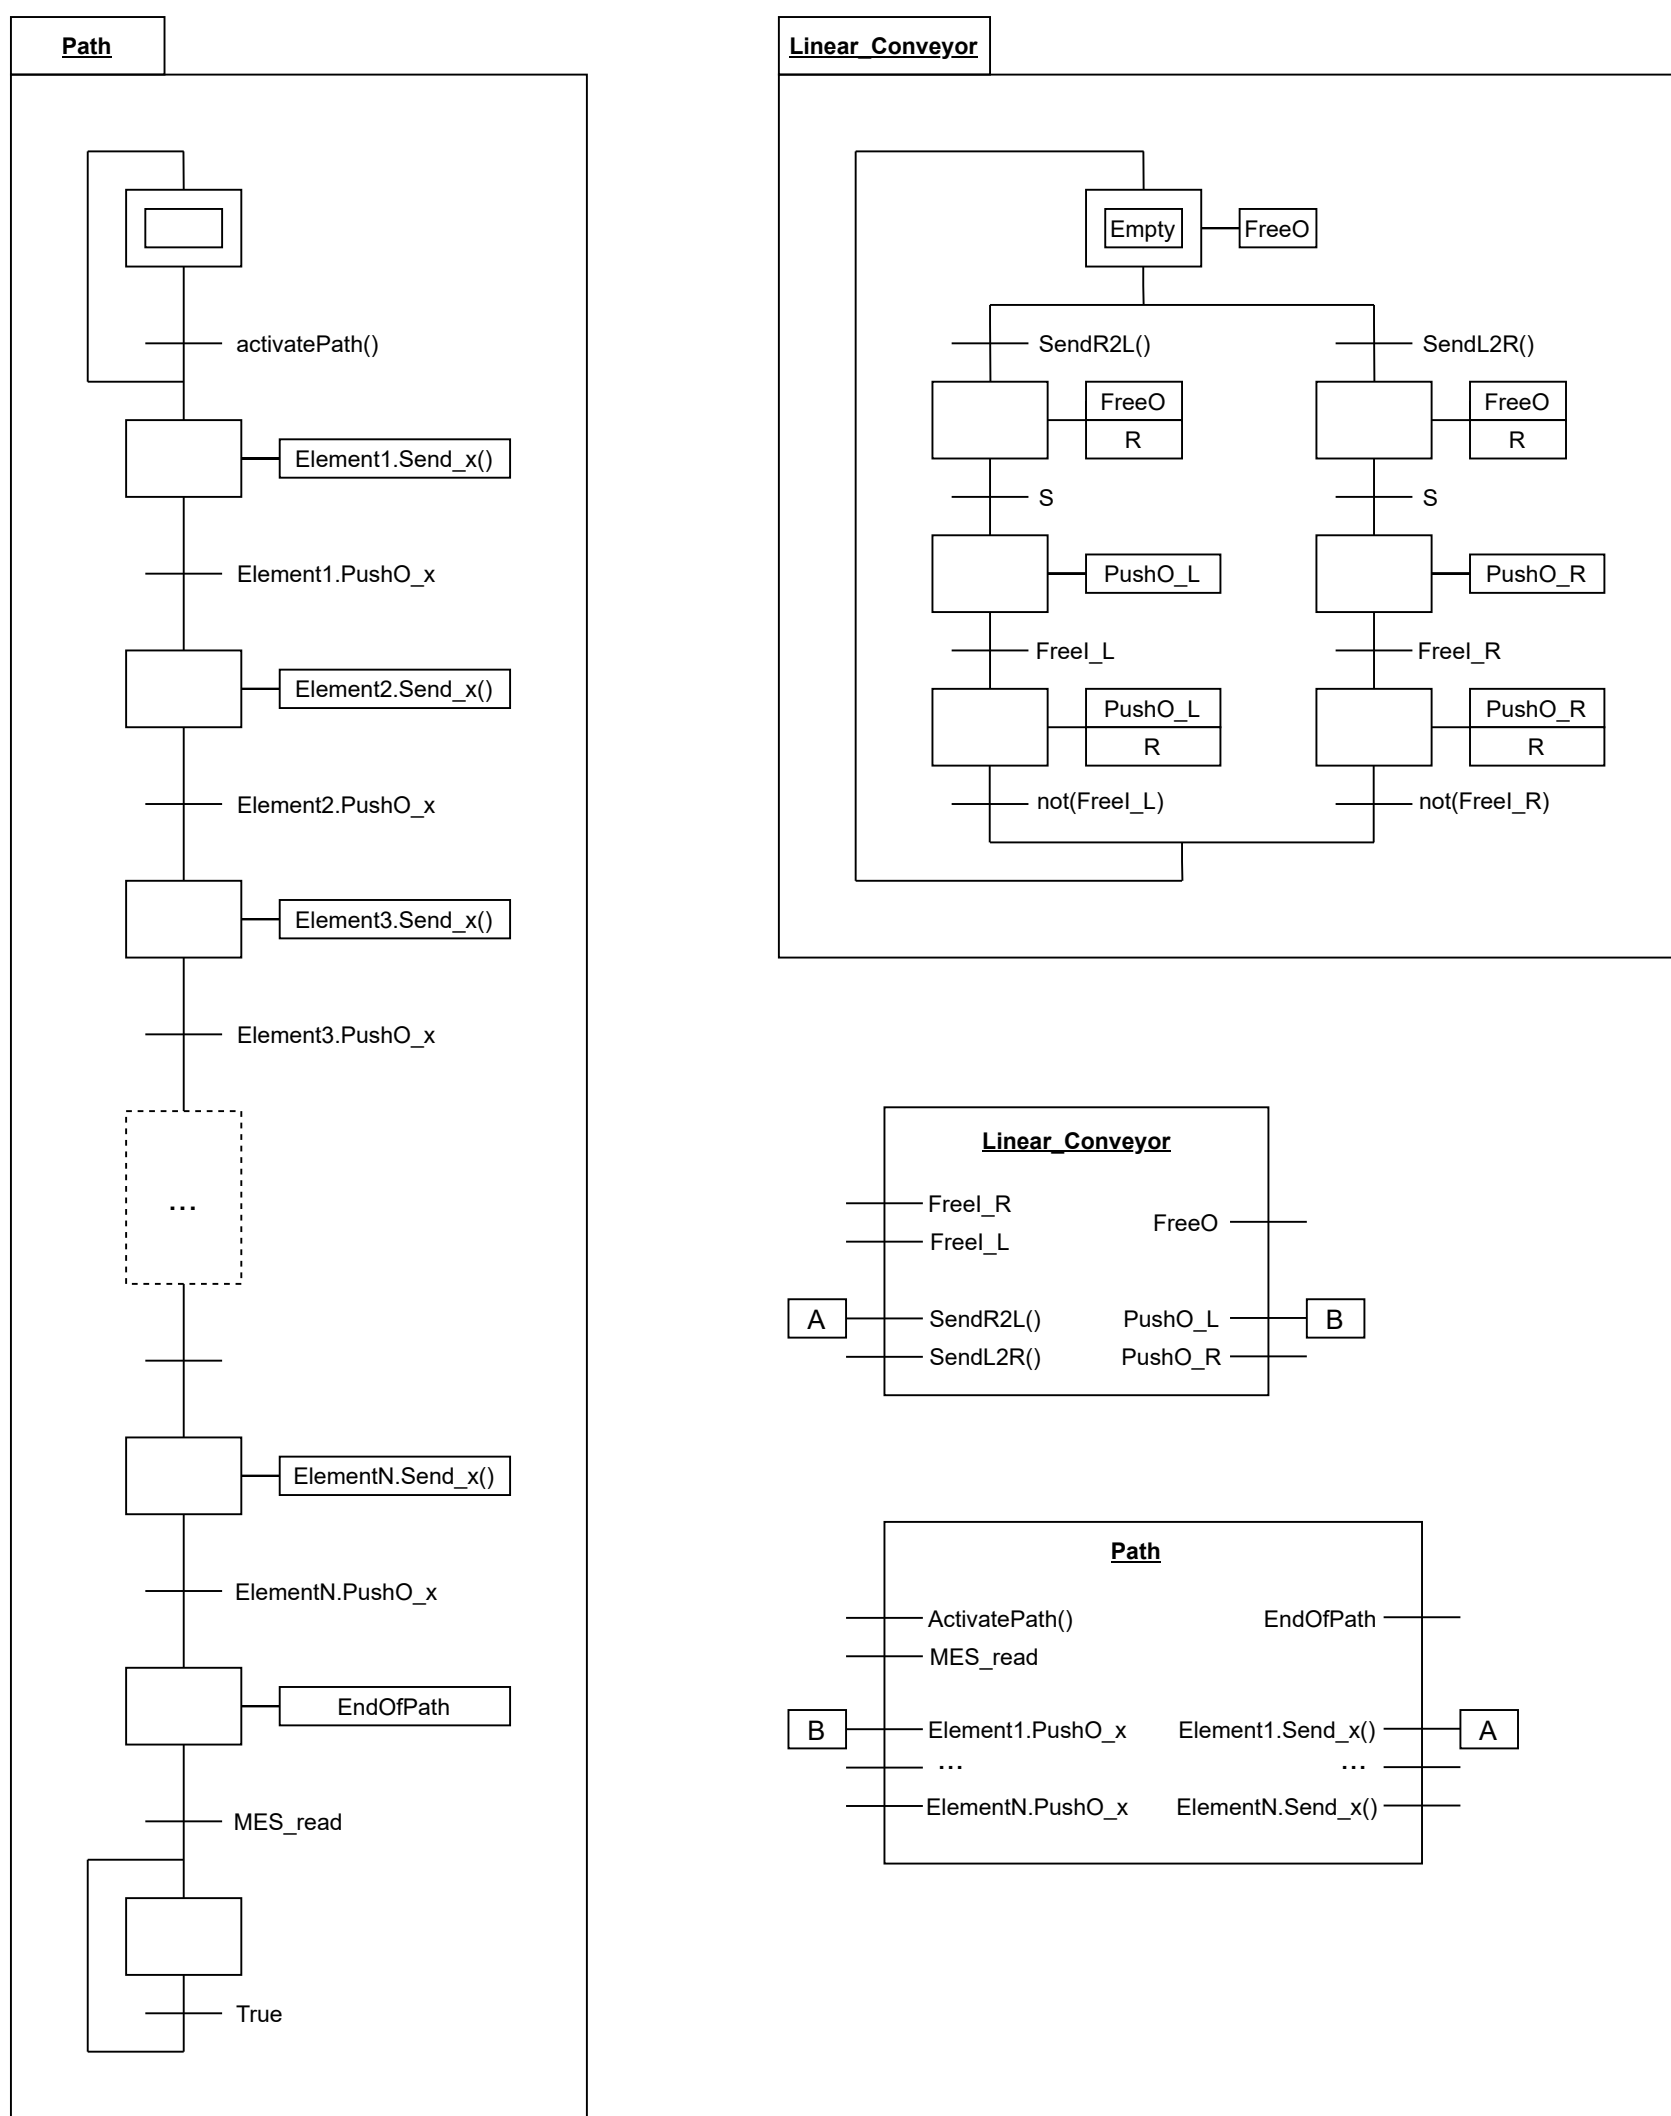 Path
activatePath()
Element1.Send_x()
Element1.PushO_x
Element2.Send_x()
Element2.PushO_x
Element3.Send_x()
Element3.PushO_x
...
ElementN.Send_x()
ElementN.PushO_x
EndOfPath
MES_read
True
Linear_Conveyor
Empty
FreeO
SendR2L()
SendL2R()
FreeO
R
FreeO
R
S
S
PushO_L
PushO_R
FreeI_L
FreeI_R
PushO_L
R
PushO_R
R
not(FreeI_L)
not(FreeI_R)
Linear_Conveyor
FreeI_R
FreeI_L
FreeO
A
SendR2L()
SendL2R()
PushO_L
PushO_R
B
Path
ActivatePath()
MES_read
EndOfPath
B
Element1.PushO_x
...
ElementN.PushO_x
Element1.Send_x()
...
ElementN.Send_x()
A